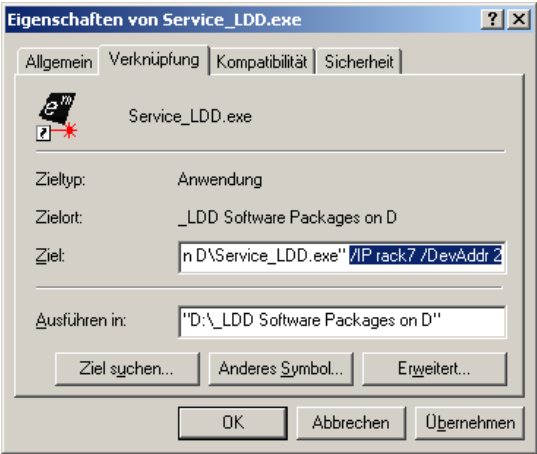 Eigenschaften von Service_LDD.exe
Allgemein Verknüpfung Kompatibilität Sicherheit
em
Service_LDD.exe
Zieltyp: Anwendung
Zielort: _LDD Software Packages on D
Ziel: n D\Service_LDD.exe" /IP rack7 /DevAddr 2
Ausführen in: "D:\_LDD Software Packages on D"
Ziel suchen... Anderes Symbol... Erweitert...
OK Abbrechen Übernehmen